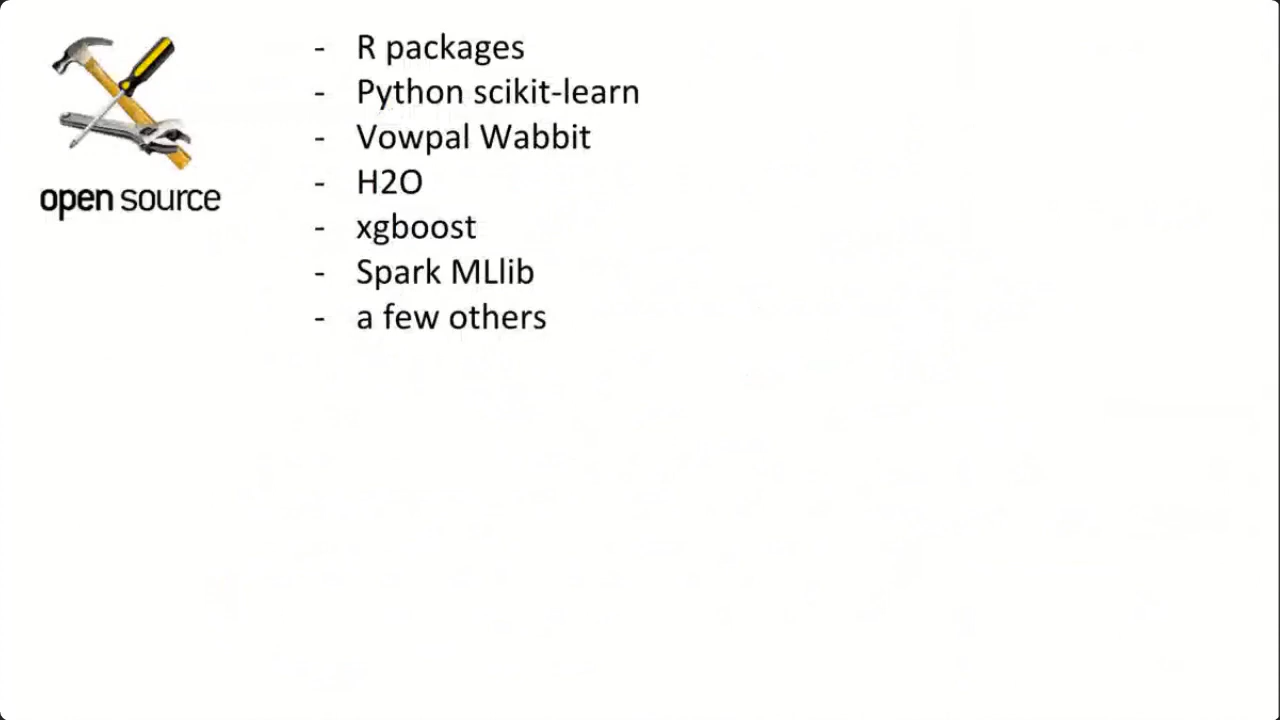 open source
- R packages
- Python scikit-learn
- Vowpal Wabbit
- H2O
- xgboost
- Spark MLlib
- a few others